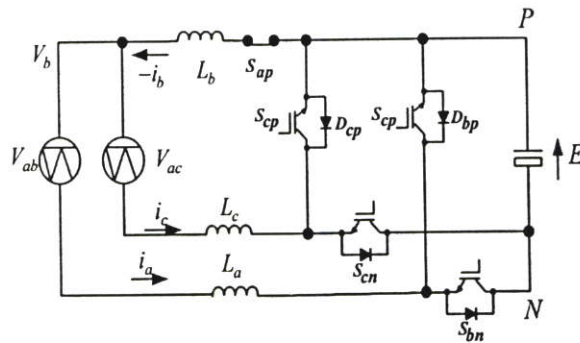 P
V_b
-i_b
L_b
s_ap
s_cp
D_cp
s_cp
D_bp
E
V_ab
V_ac
i_c
L_c
s_cn
i_a
L_a
s_bn
N